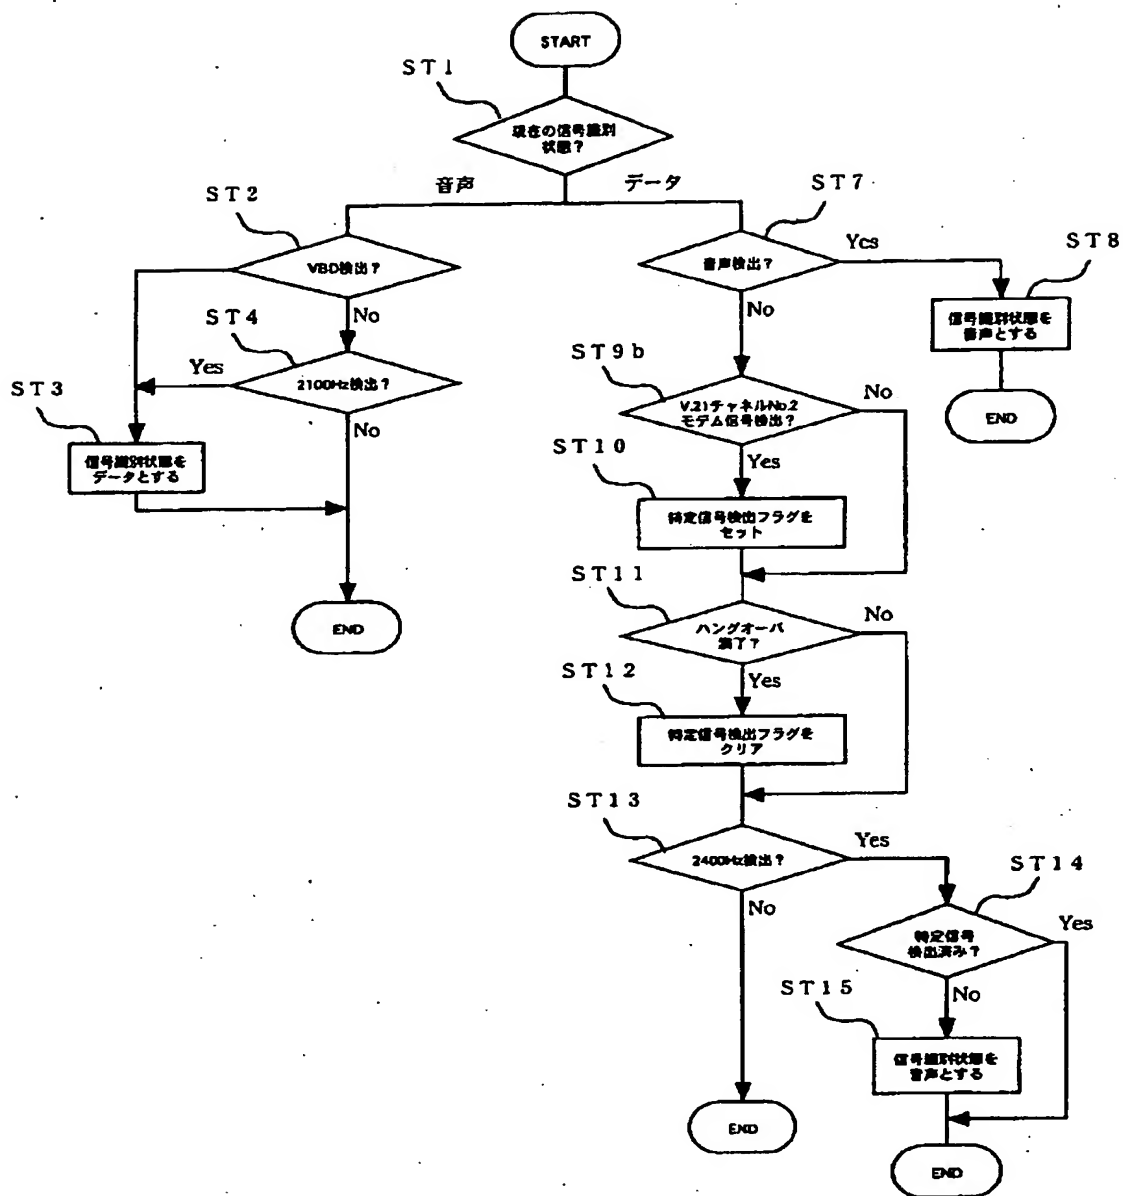 START
ST1
現在の信号識別
状態?
音声
データ
ST2
VBD検出?
No
ST4
Yes
2100Hz検出?
No
ST3
信号識別状態を
データとする
END
ST7
音声検出?
Yes
ST8
信号識別状態を
音声とする
END
No
ST9b
V.21チャネルNo.2
モデム信号検出?
No
Yes
ST10
特定信号検出フラグを
セット
ST11
ハングオーバ
満了?
No
Yes
ST12
特定信号検出フラグを
クリア
ST13
2400Hz検出?
Yes
No
ST14
特定信号
検出済み?
Yes
No
ST15
信号識別状態を
音声とする
END
END